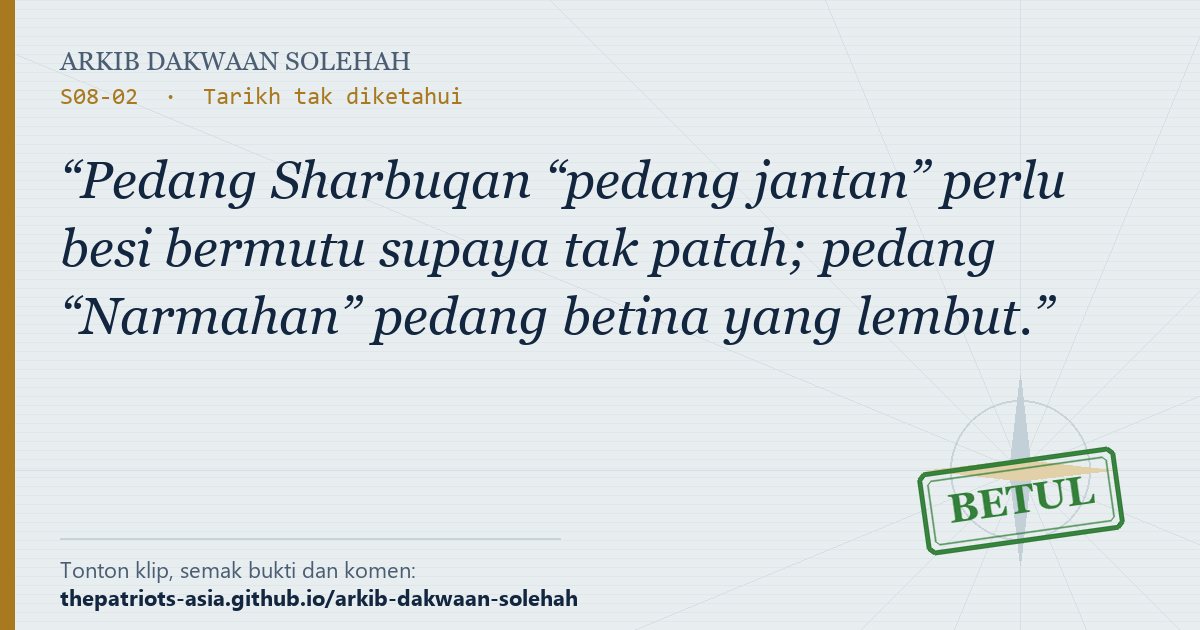 ARKIB DAKWAAN SOLEHAH
S08-02 · Tarikh tak diketahui
“Pedang Sharbuqan “pedang jantan” perlu
besi bermutu supaya tak patah; pedang
“Narmahan” pedang betina yang lembut.”
BETUL
Tonton klip, semak bukti dan komen:
thepatriots-asia.github.io/arkib-dakwaan-solehah